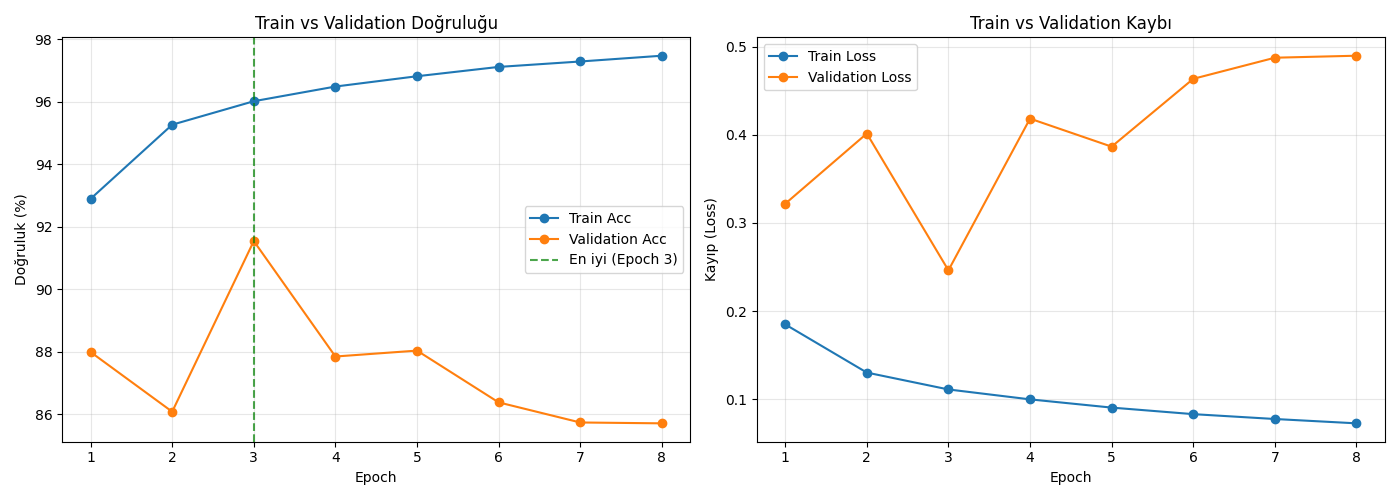 Train vs Validation Doğruluğu
98
96
94
92
90
88
86
Doğruluk (%)
Train Acc
Validation Acc
En iyi (Epoch 3)
1 2 3 4 5 6 7 8
Epoch
Train vs Validation Kaybı
Train Loss
Validation Loss
0.5
0.4
0.3
0.2
0.1
Kayıp (Loss)
1 2 3 4 5 6 7 8
Epoch